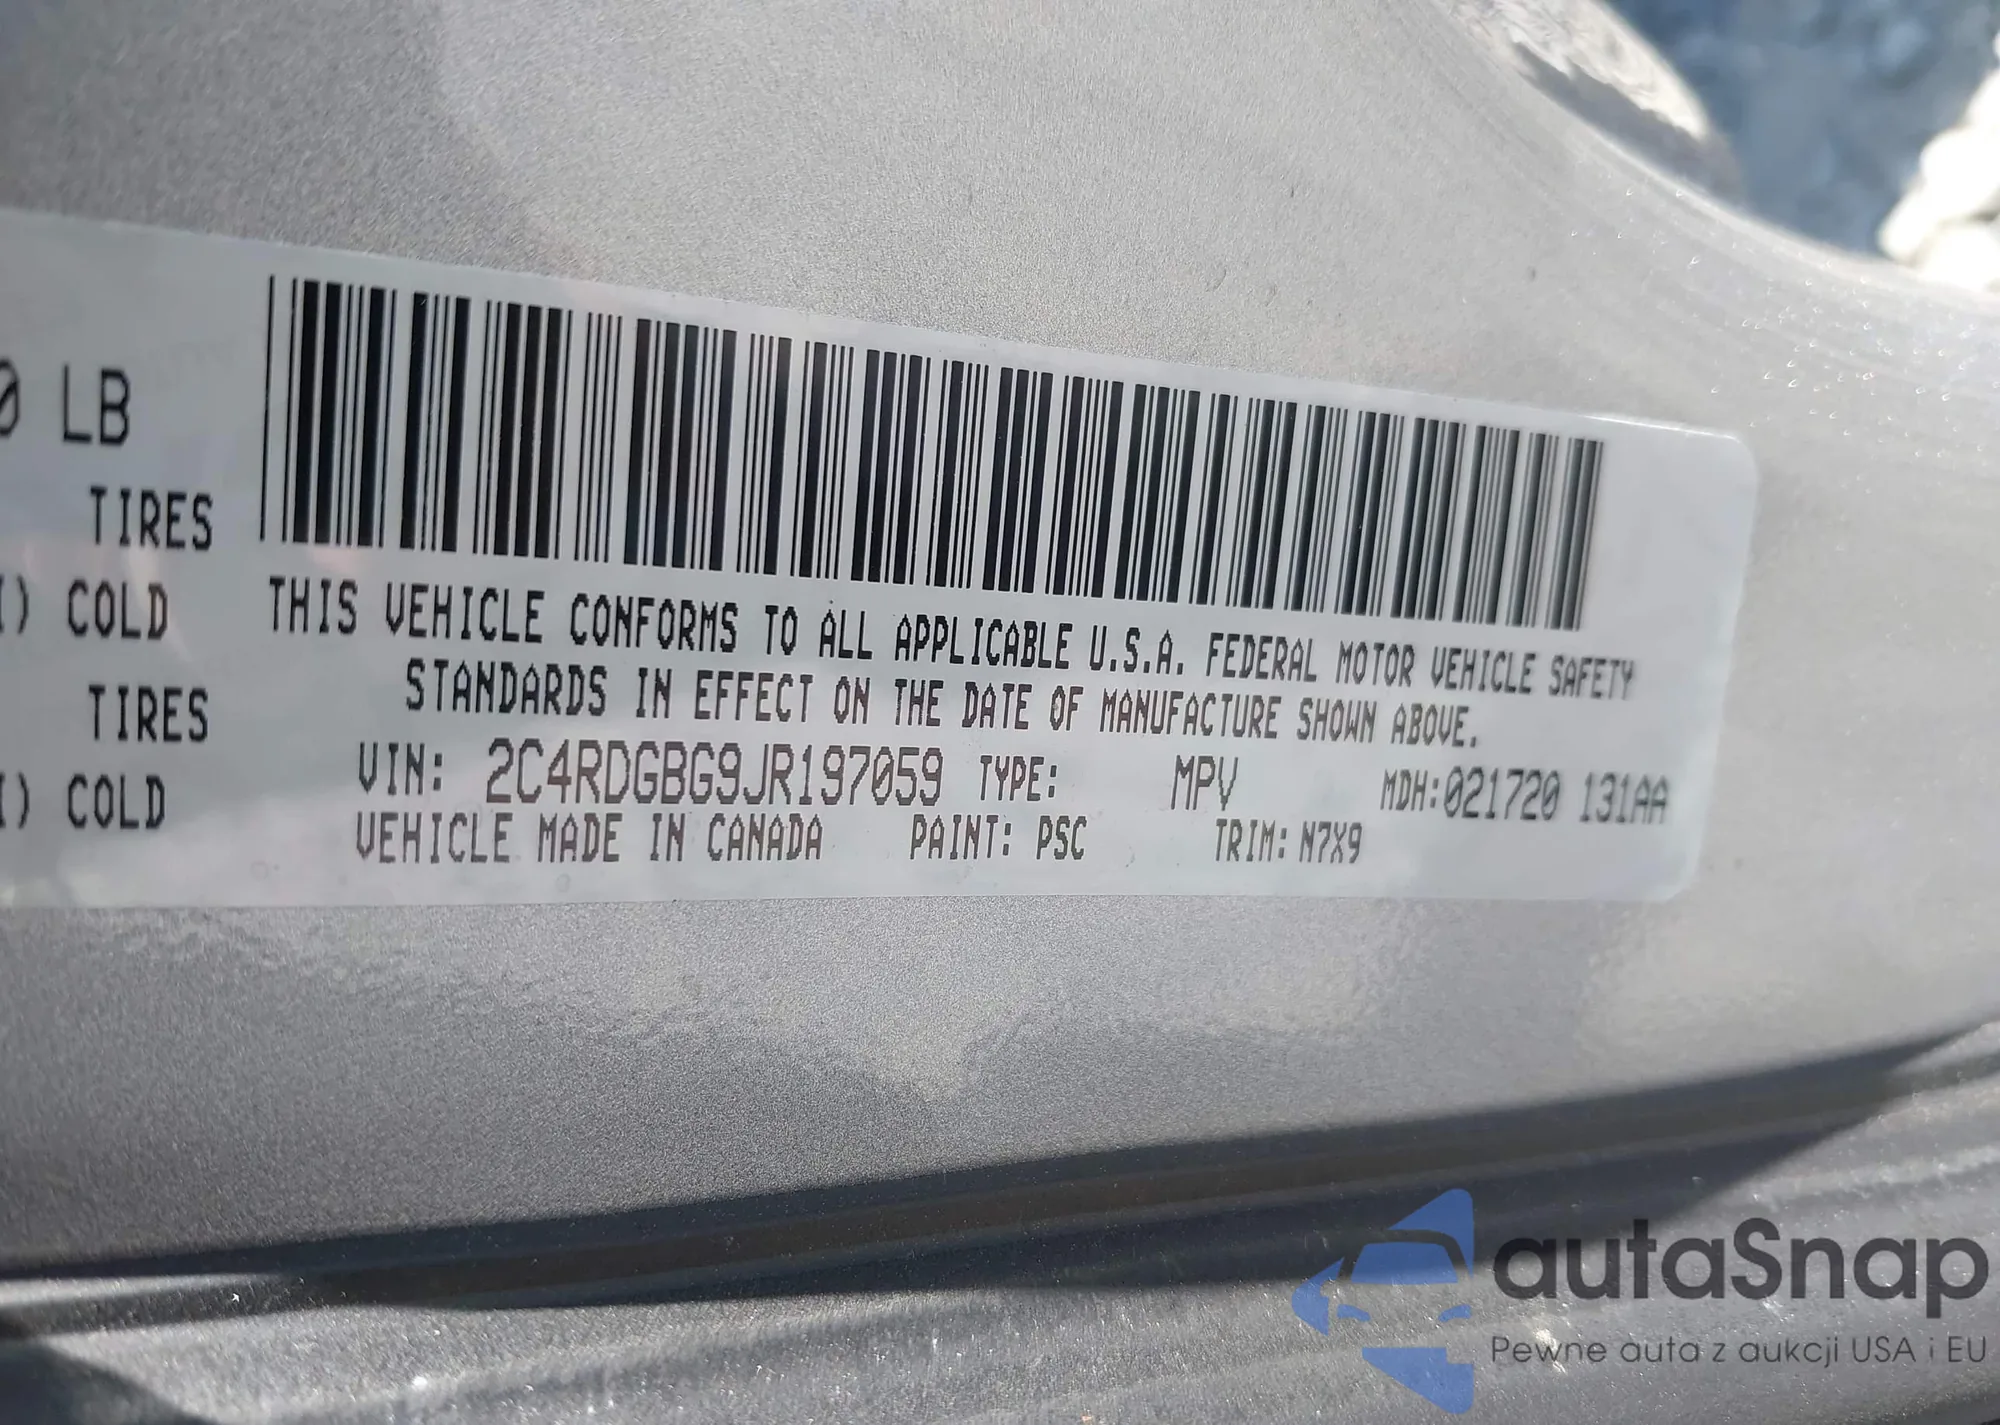 0 LB
TIRES
I) COLD
TIRES
I) COLD
THIS VEHICLE CONFORMS TO ALL APPLICABLE U.S.A. FEDERAL MOTOR VEHICLE SAFETY
STANDARDS IN EFFECT ON THE DATE OF MANUFACTURE SHOWN ABOVE.
VIN: 2C4RDGBG9JR197059 TYPE: MPV MDH:021720 131AA
VEHICLE MADE IN CANADA PAINT: PSC TRIM: N7X9
autaSnap
Pewne auta z aukcji USA i EU